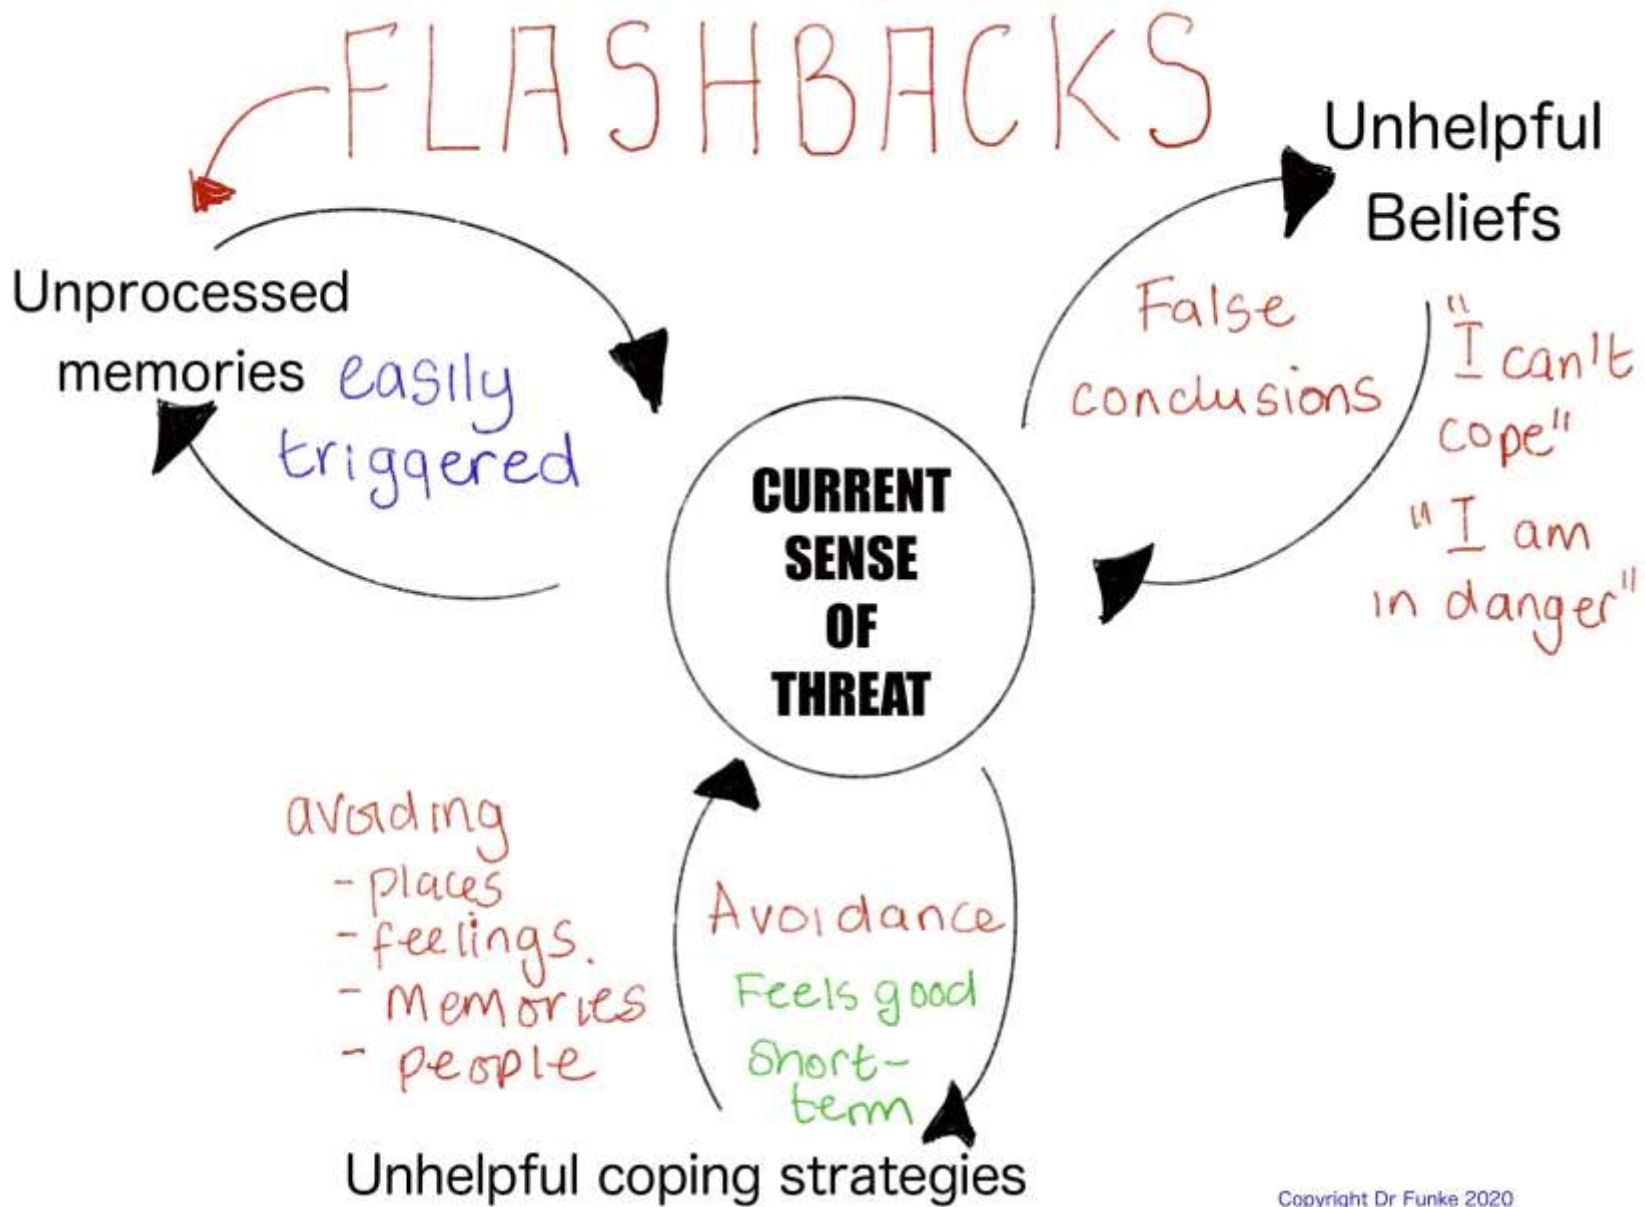 FLASHBACKS
Unprocessed
memories
easily
triggered
Unhelpful
Beliefs
False
conclusions
"I can't
cope"
"I am
in danger"
CURRENT
SENSE
OF
THREAT
avoiding
- places
- feelings.
- Memories
- people
Avoidance
Feels good
Short-
term
Unhelpful coping strategies
Copyright Dr Funke 2020